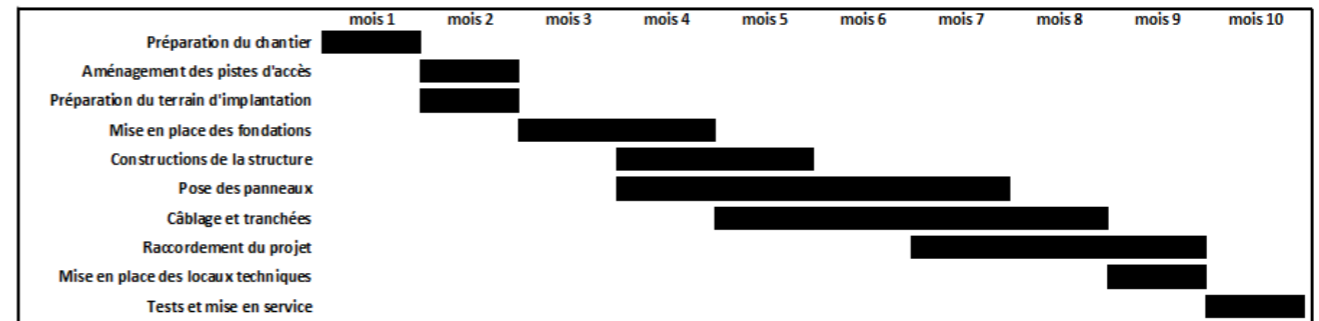 mois 1 mois 2 mois 3 mois 4 mois 5 mois 6 mois 7 mois 8 mois 9 mois 10
Préparation du chantier
Aménagement des pistes d'accès
Préparation du terrain d'implantation
Mise en place des fondations
Constructions de la structure
Pose des panneaux
Câblage et tranchées
Raccordement du projet
Mise en place des locaux techniques
Tests et mise en service